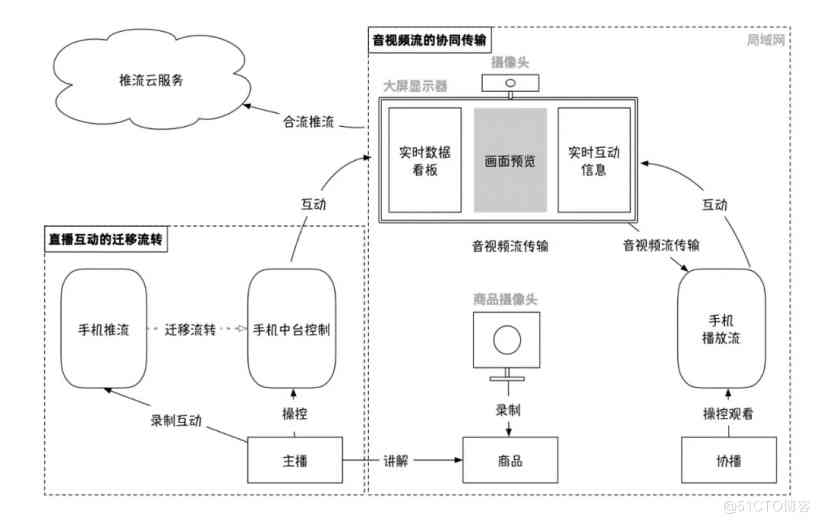 音视频流的协同传输
局域网
摄像头
推流云服务
大屏显示器
合流推流
实时数据
看板
画面预览
实时互动
信息
互动
互动
直播互动的迁移流转
音视频流传输
音视频流传输
手机推流
迁移流转
手机中台控制
商品摄像头
手机
播放流
录制互动
操控
录制
操控观看
主播
讲解
商品
协播
@51CTO博客